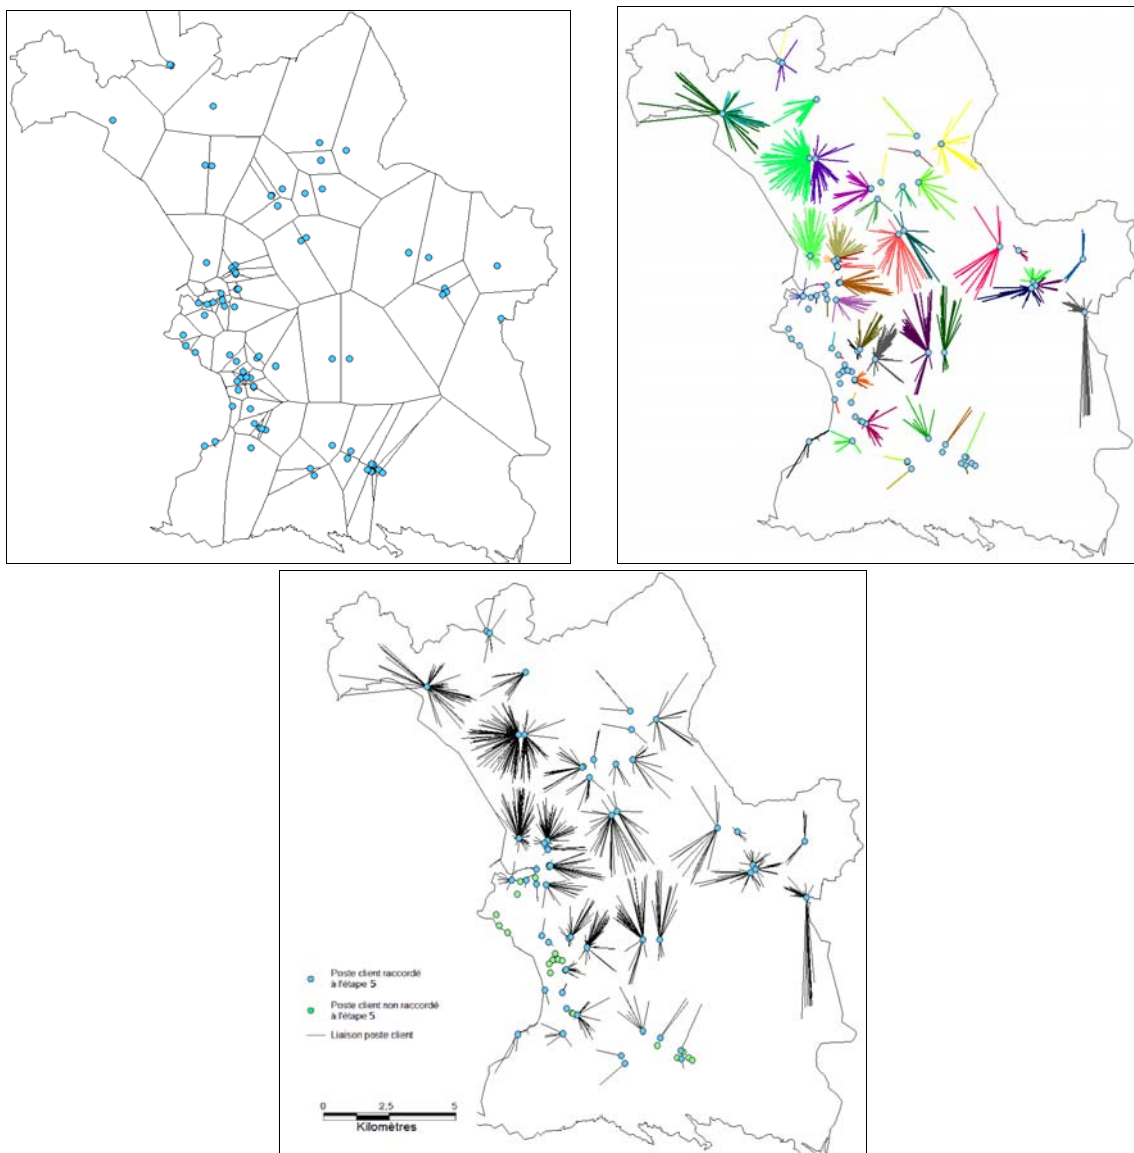 Poste client raccordé
à l'étape 5
Poste client non raccordé
à l'étape 5
Liaison poste client
0 2,5 5
Kilomètres